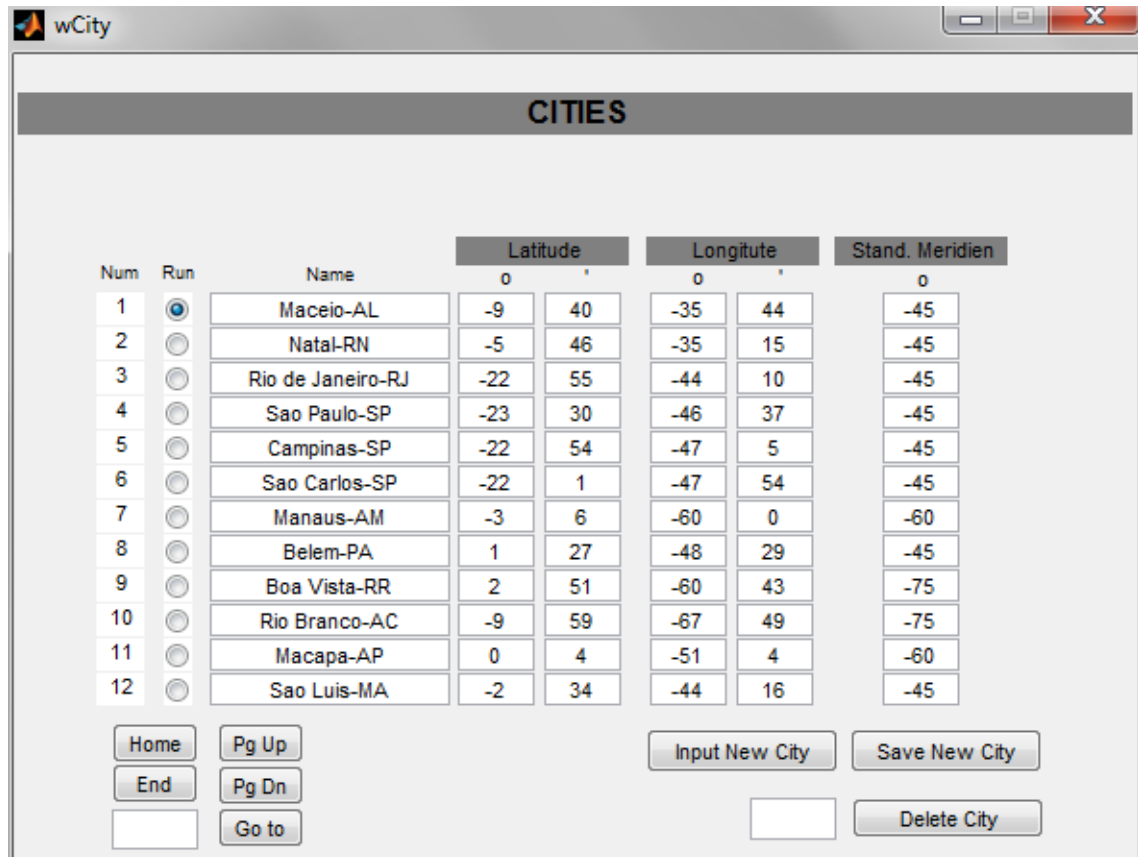 wCity
CITIES
Latitude Longitute Stand. Meridien
Num Run Name o ' o ' o
1 Maceio-AL -9 40 -35 44 -45
2 Natal-RN -5 46 -35 15 -45
3 Rio de Janeiro-RJ -22 55 -44 10 -45
4 Sao Paulo-SP -23 30 -46 37 -45
5 Campinas-SP -22 54 -47 5 -45
6 Sao Carlos-SP -22 1 -47 54 -45
7 Manaus-AM -3 6 -60 0 -60
8 Belem-PA 1 27 -48 29 -45
9 Boa Vista-RR 2 51 -60 43 -75
10 Rio Branco-AC -9 59 -67 49 -75
11 Macapa-AP 0 4 -51 4 -60
12 Sao Luis-MA -2 34 -44 16 -45
Home Pg Up Input New City Save New City
End Pg Dn
Go to Delete City